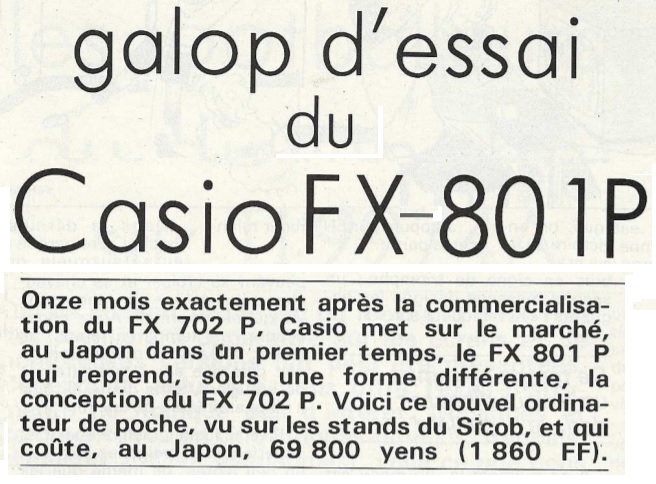 galop d'essai
du
Casio FX-801P
Onze mois exactement après la commercialisa-
tion du FX 702 P, Casio met sur le marché,
au Japon dans un premier temps, le FX 801 P
qui reprend, sous une forme différente, la
conception du FX 702 P. Voici ce nouvel ordina-
teur de poche, vu sur les stands du Sicob, et qui
coûte, au Japon, 69 800 yens (1 860 FF).